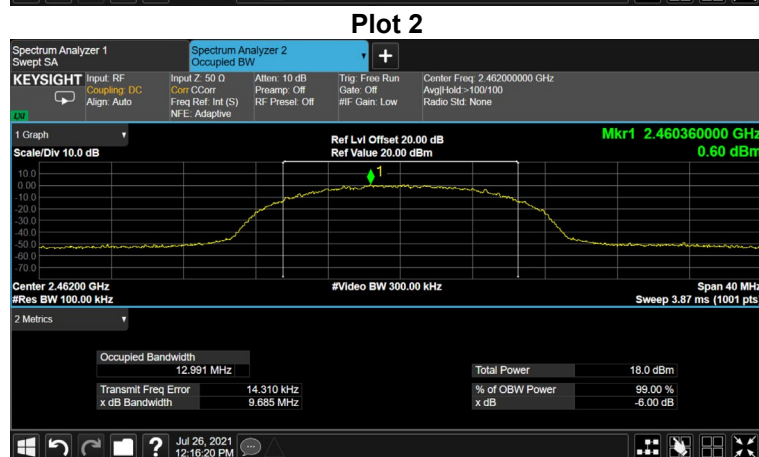 Plot 2
Spectrum Analyzer 1
Swept SA
Spectrum Analyzer 2
Occupied BW
+
KEYSIGHT
LXI
Input: RF
Coupling: DC
Align: Auto
Input Z: 50 Ω
Corr CCorr
Freq Ref: Int (S)
NFE: Adaptive
Atten: 10 dB
Preamp: Off
RF Presel: Off
Trig: Free Run
Gate: Off
#IF Gain: Low
Center Freq: 2.462000000 GHz
Avg|Hold:>100/100
Radio Std: None
1 Graph
Scale/Div 10.0 dB
Ref Lvl Offset 20.00 dB
Ref Value 20.00 dBm
Mkr1 2.460360000 GHz
0.60 dBm
1
10.0
0.00
-10.0
-20.0
-30.0
-40.0
-50.0
-60.0
-70.0
Center 2.46200 GHz
#Res BW 100.00 kHz
#Video BW 300.00 kHz
Span 40 MHz
Sweep 3.87 ms (1001 pts
2 Metrics
Occupied Bandwidth
12.991 MHz
Transmit Freq Error 14.310 kHz
x dB Bandwidth 9.685 MHz
Total Power 18.0 dBm
% of OBW Power 99.00 %
x dB -6.00 dB
?
Jul 26, 2021
12:16:20 PM